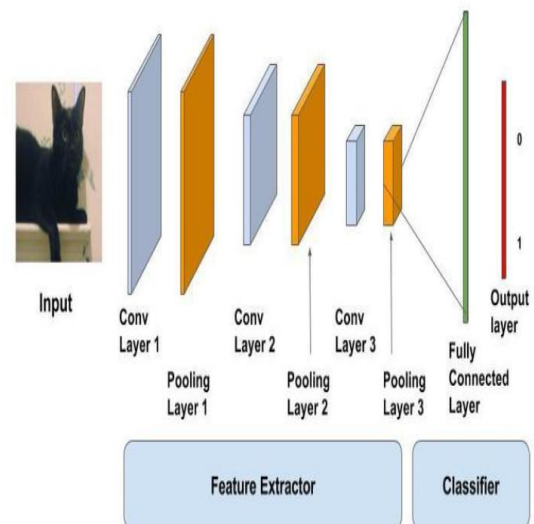 0
1
Input
Conv
Layer 1
Pooling
Layer 1
Conv
Layer 2
Pooling
Layer 2
Conv
Layer 3
Pooling
Layer 3
Fully
Connected
Layer
Output
layer
Feature Extractor
Classifier